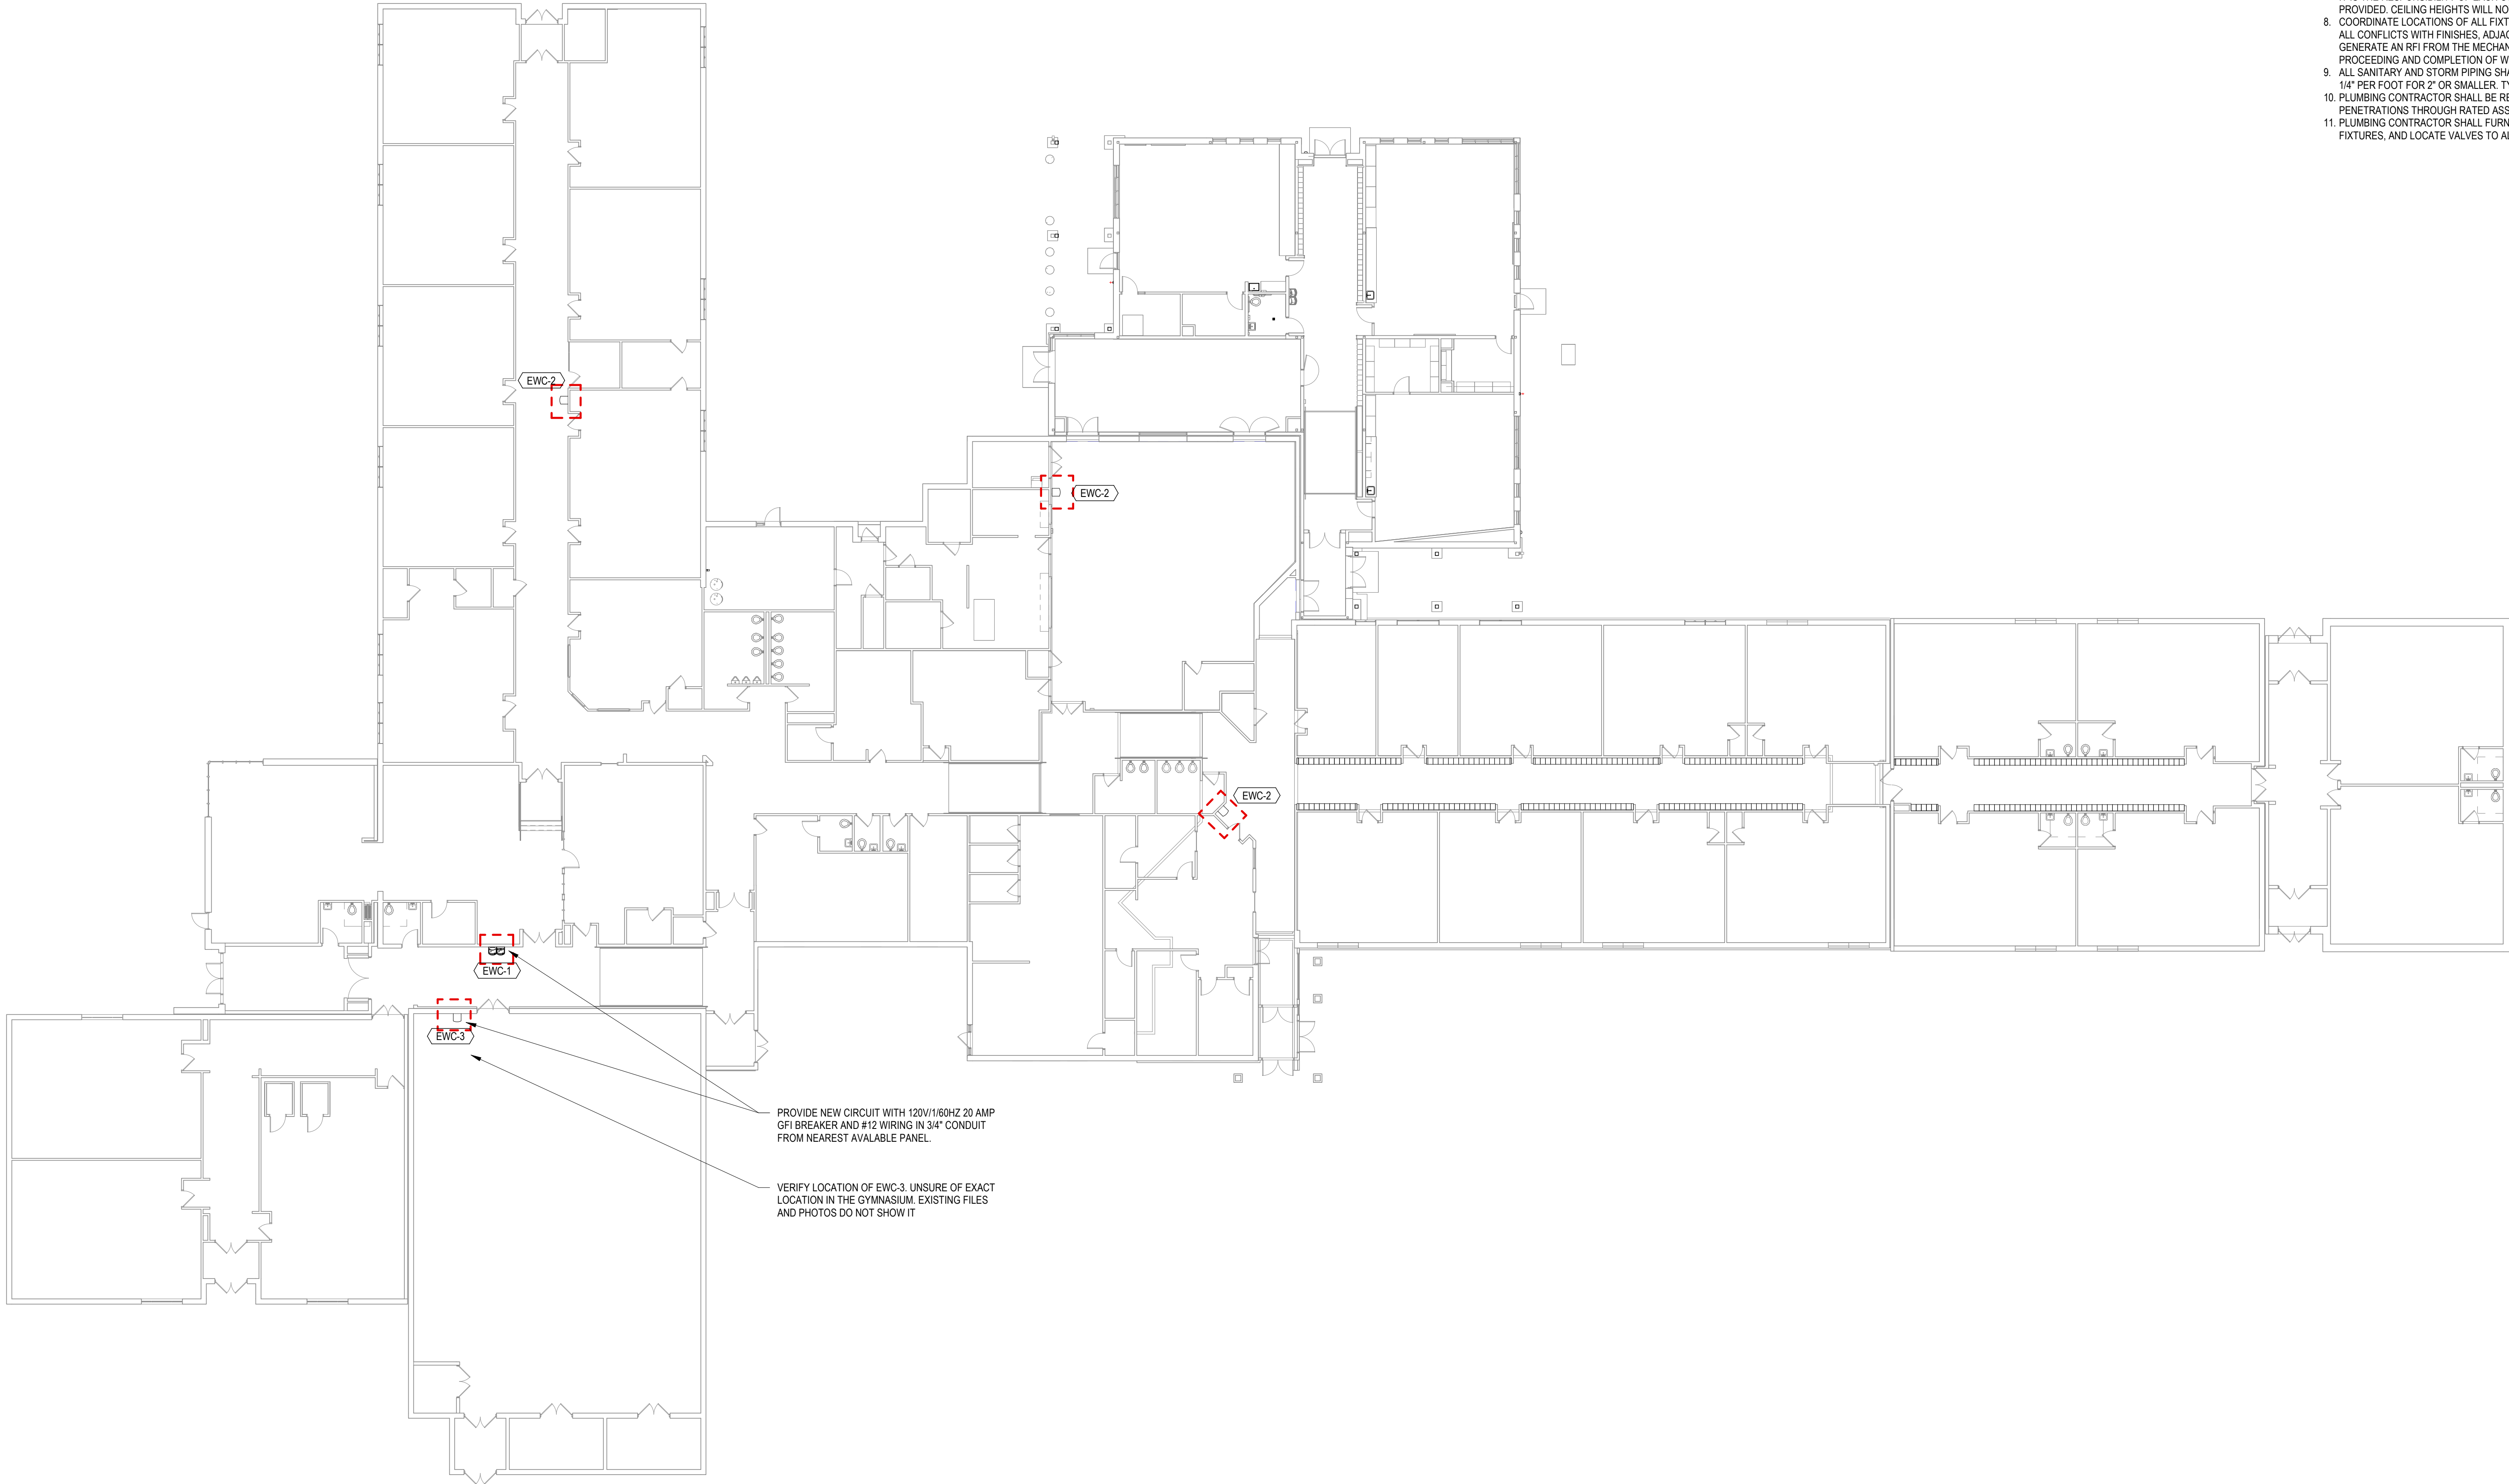 PROVIDED. CEILING HEIGHTS WILL NO
8. COORDINATE LOCATIONS OF ALL FIXT
ALL CONFLICTS WITH FINISHES, ADJAC
GENERATE AN RFI FROM THE MECHAN
PROCEEDING AND COMPLETION OF W
9. ALL SANITARY AND STORM PIPING SHA
1/4" PER FOOT FOR 2" OR SMALLER. TY
10. PLUMBING CONTRACTOR SHALL BE RE
PENETRATIONS THROUGH RATED ASS
11. PLUMBING CONTRACTOR SHALL FURN
FIXTURES, AND LOCATE VALVES TO AL
EWC-2
EWC-2
EWC-2
EWC-1
EWC-3
PROVIDE NEW CIRCUIT WITH 120V/1/60HZ 20 AMP
GFI BREAKER AND #12 WIRING IN 3/4" CONDUIT
FROM NEAREST AVALABLE PANEL.
VERIFY LOCATION OF EWC-3. UNSURE OF EXACT
LOCATION IN THE GYMNASIUM. EXISTING FILES
AND PHOTOS DO NOT SHOW IT